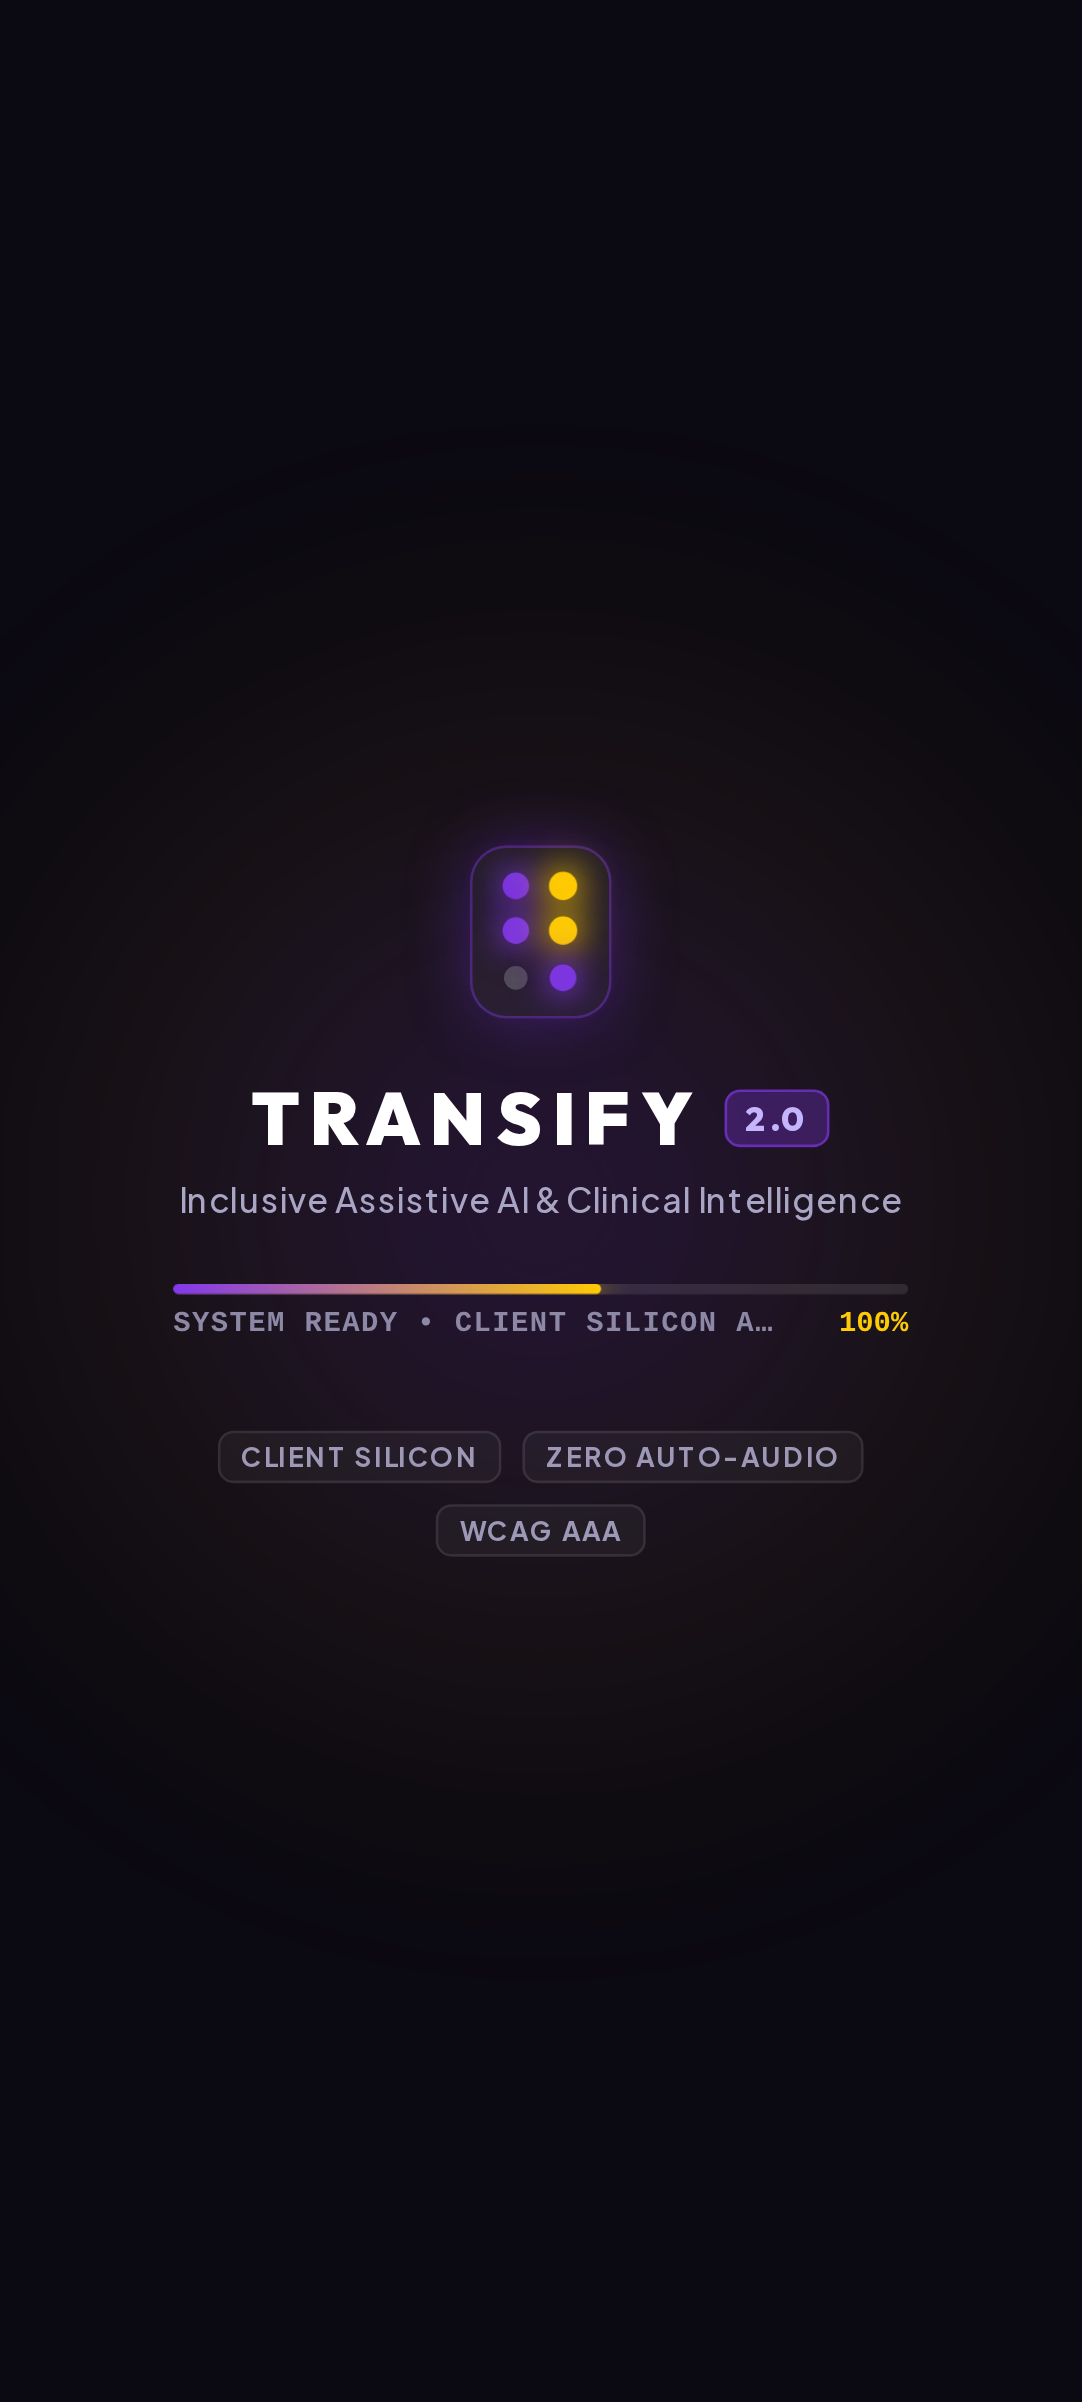 TRANSIFY 2.0
Inclusive Assistive AI & Clinical Intelligence
SYSTEM READY • CLIENT SILICON A… 100%
CLIENT SILICON ZERO AUTO-AUDIO
WCAG AAA